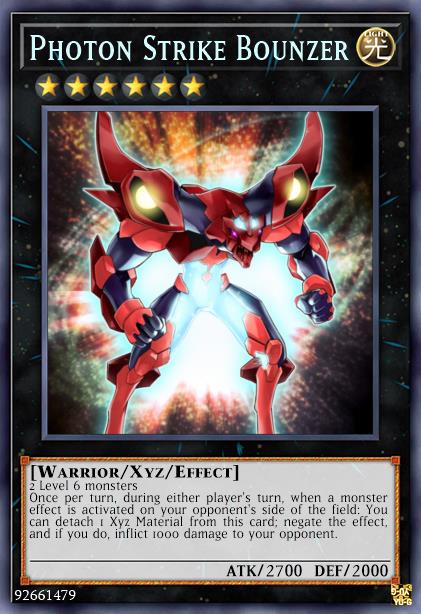 PHOTON STRIKE BOUNZER
LIGHT
光
[WARRIOR/XYZ/EFFECT]
2 Level 6 monsters
Once per turn, during either player's turn, when a monster
effect is activated on your opponent's side of the field: You
can detach 1 Xyz Material from this card; negate the effect,
and if you do, inflict 1000 damage to your opponent.
ATK/2700 DEF/2000
92661479